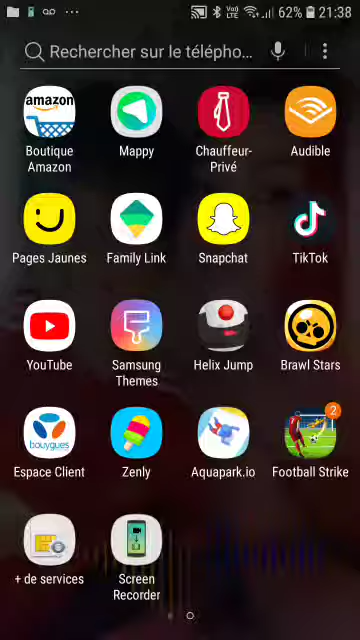 VoJ) LTE 62% 21:38
Rechercher sur le télépho...
amazon
Boutique Amazon
Mappy
Chauffeur-Privé
Audible
Pages Jaunes
Family Link
Snapchat
TikTok
YouTube
Samsung Themes
Helix Jump
Brawl Stars
2
bouygues
Espace Client
Zenly
Aquapark.io
Football Strike
+ de services
Screen Recorder